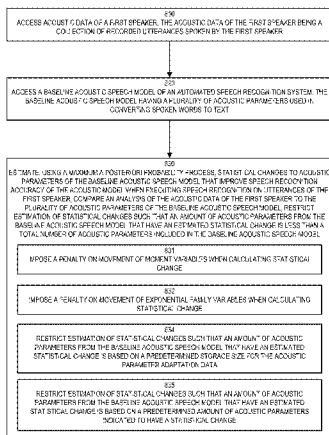 810
ACCESS ACOUSTIC DATA OF A FIRST SPEAKER, THE ACOUSTIC DATA OF THE FIRST SPEAKER BEING A
COLLECTION OF RECORDED UTTERANCES SPOKEN BY THE FIRST SPEAKER
ACCESS A BASELINE ACOUSTIC SPEECH MODEL OF AN AUTOMATED SPEECH RECOGNITION SYSTEM, THE
BASELINE ACOUSTIC SPEECH MODEL HAVING A PLURALITY OF ACOUSTIC PARAMETERS USED IN
CONVERTING SPOKEN WORDS TO TEXT
ESTIMATE, USING A MAXIMUM A POSTERIORI PROBABILITY PROCESS, STATISTICAL CHANGES TO ACOUSTIC
PARAMETERS OF THE BASELINE ACOUSTIC SPEECH MODEL THAT IMPROVE SPEECH RECOGNITION
ACCURACY OF THE ACOUSTIC MODEL WHEN EXECUTING SPEECH RECOGNITION ON UTTERANCES OF THE
FIRST SPEAKER, COMPARE AN ANALYSIS OF THE ACOUSTIC DATA OF THE FIRST SPEAKER TO THE
PLURALITY OF ACOUSTIC PARAMETERS OF THE BASELINE ACOUSTIC SPEECH MODEL, RESTRICT
ESTIMATION OF STATISTICAL CHANGES SUCH THAT AN AMOUNT OF ACOUSTIC PARAMETERS FROM THE
BASELINE ACOUSTIC SPEECH MODEL THAT HAVE AN ESTIMATED STATISTICAL CHANGE IS LESS THAN A
TOTAL NUMBER OF ACOUSTIC PARAMETERS INCLUDED IN THE BASELINE ACOUSTIC SPEECH MODEL
831
IMPOSE A PENALTY ON MOVEMENT OF MOMENT VARIABLES WHEN CALCULATING STATISTICAL
CHANGE
832
IMPOSE A PENALTY ON MOVEMENT OF EXPONENTIAL FAMILY VARIABLES WHEN CALCULATING
STATISTICAL CHANGE
834
RESTRICT ESTIMATION OF STATISTICAL CHANGES SUCH THAT AN AMOUNT OF ACOUSTIC
PARAMETERS FROM THE BASELINE ACOUSTIC SPEECH MODEL THAT HAVE AN ESTIMATED
STATISTICAL CHANGE IS BASED ON A PREDETERMINED STORAGE SIZE FOR THE ACOUSTIC
PARAMETER ADAPTATION DATA
835
RESTRICT ESTIMATION OF STATISTICAL CHANGES SUCH THAT AN AMOUNT OF ACOUSTIC
PARAMETERS FROM THE BASELINE ACOUSTIC SPEECH MODEL THAT HAVE AN ESTIMATED
STATISTICAL CHANGE IS BASED ON A PREDETERMINED AMOUNT OF ACOUSTIC PARAMETERS
INDICATED TO HAVE A STATISTICAL CHANGE